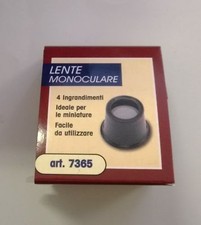 LENTE
MONOCULARE
4 Ingrandimenti
Ideale per
le miniature
Facile
da utilizzare
art. 7365